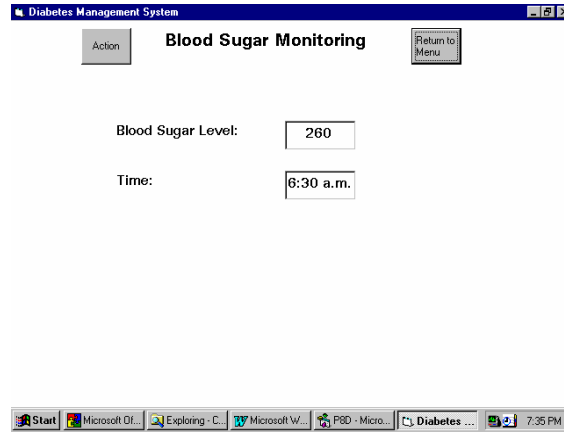 Diabetes Management System
Action
Blood Sugar Monitoring
Return to
Menu
Blood Sugar Level:
260
Time:
6:30 a.m.
Start
Microsoft Of...
Exploring - C...
Microsoft W...
P8D - Micro...
Diabetes ...
7:35 PM